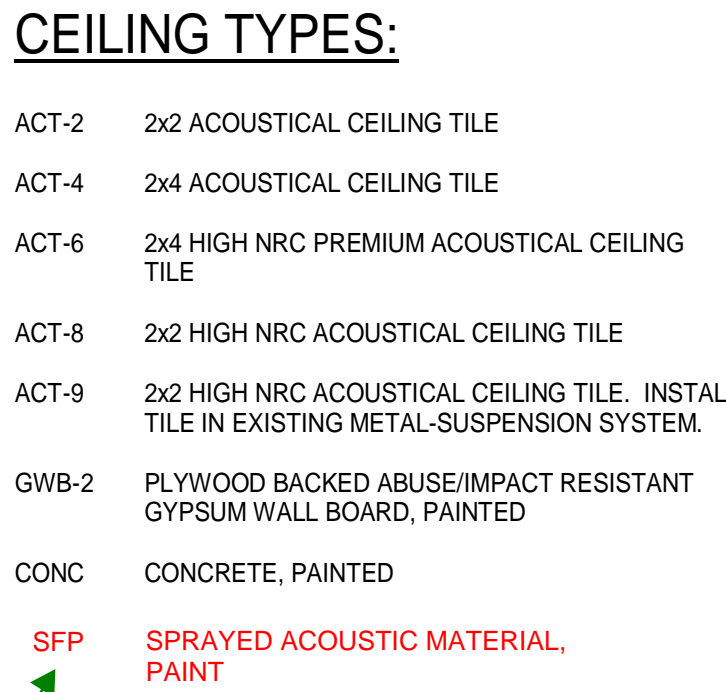 CEILING TYPES:
ACT-2 2x2 ACOUSTICAL CEILING TILE
ACT-4 2x4 ACOUSTICAL CEILING TILE
ACT-6 2x4 HIGH NRC PREMIUM ACOUSTICAL CEILING
TILE
ACT-8 2x2 HIGH NRC ACOUSTICAL CEILING TILE
ACT-9 2x2 HIGH NRC ACOUSTICAL CEILING TILE. INSTAL
TILE IN EXISTING METAL-SUSPENSION SYSTEM.
GWB-2 PLYWOOD BACKED ABUSE/IMPACT RESISTANT
GYPSUM WALL BOARD, PAINTED
CONC CONCRETE, PAINTED
SFP SPRAYED ACOUSTIC MATERIAL,
PAINT